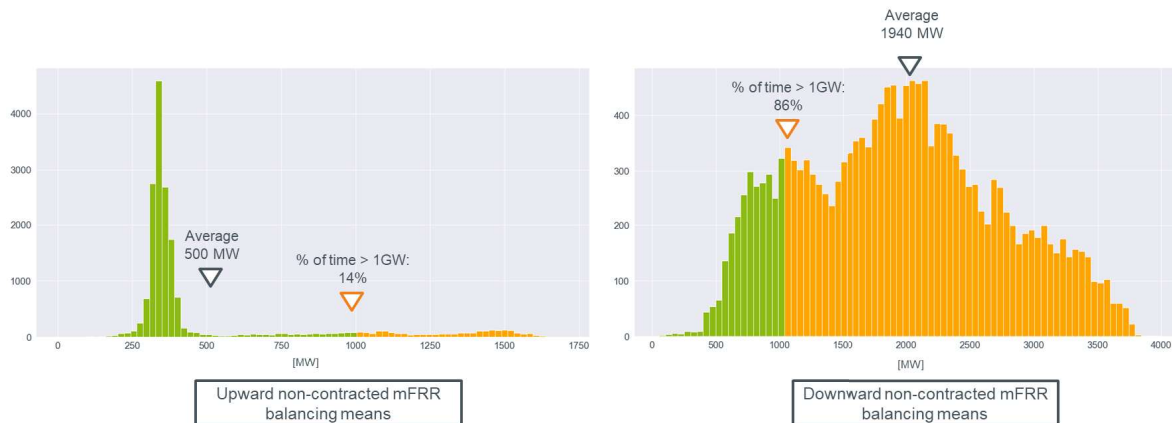 Average
500 MW
% of time > 1GW:
14%
4000
3000
2000
1000
0
0
250
500
750
1000
1250
1500
1750
[MW]
Upward non-contracted mFRR
balancing means
Average
1940 MW
% of time > 1GW:
86%
400
300
200
100
0
0
500
1000
1500
2000
2500
3000
3500
4000
[MW]
Downward non-contracted mFRR
balancing means